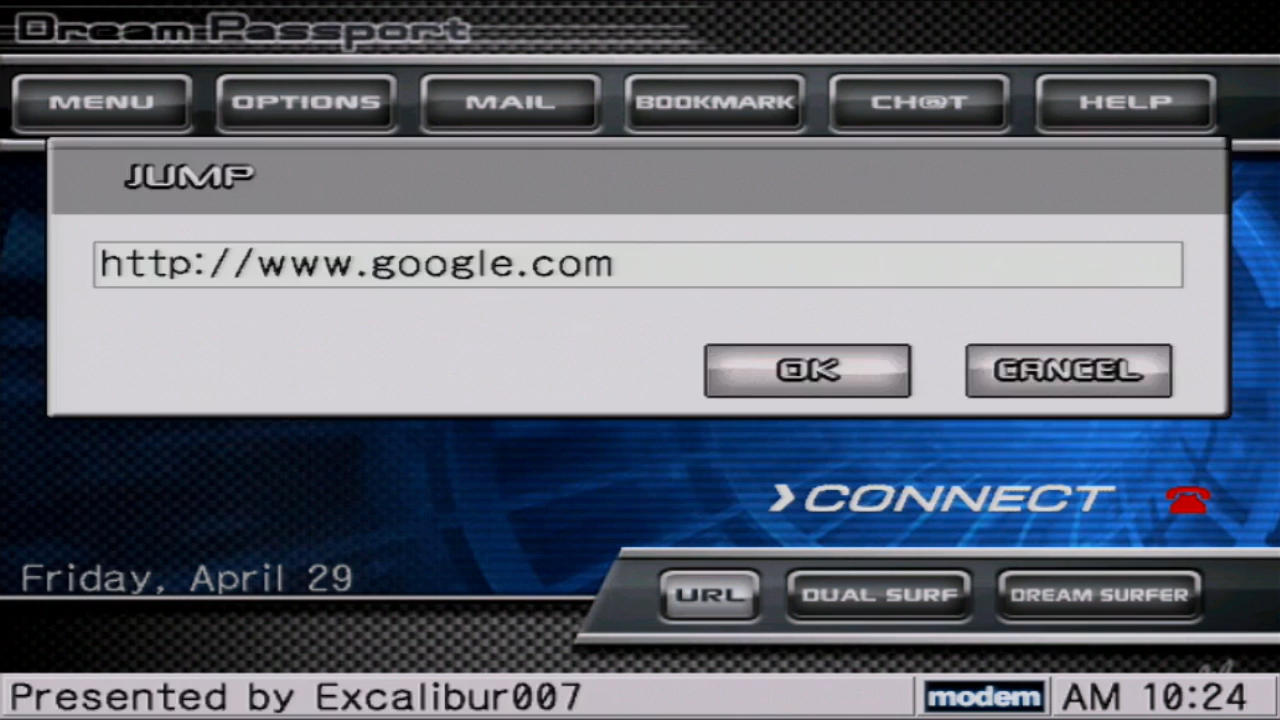 Dream Passport
MENU OPTIONS MAIL BOOKMARK CH@T HELP
JUMP
http://www.google.com
OK CANCEL
›CONNECT
Friday, April 29
URL DUAL SURF DREAM SURFER
Presented by Excalibur007 modem AM 10:24